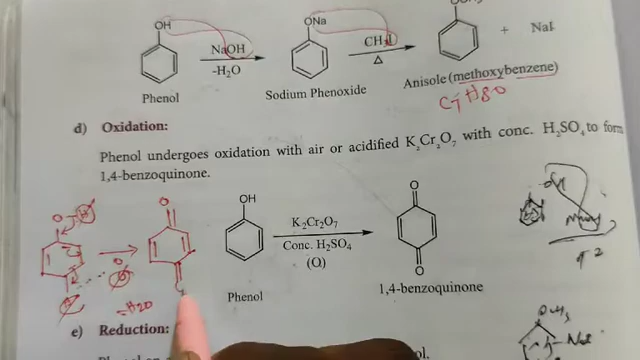 OH
ONa
NaOH
-H₂O
CH₃I
Δ
+ NaI
Phenol
Sodium Phenoxide
Anisole (methoxybenzene)
C7H8O
d) Oxidation:
Phenol undergoes oxidation with air or acidified K₂Cr₂O₇ with conc. H₂SO₄ to form
1,4-benzoquinone.
O
O
OH
K₂Cr₂O₇
Conc. H₂SO₄
(O)
O
O
-H2O
Phenol
1,4-benzoquinone
e) Reduction: